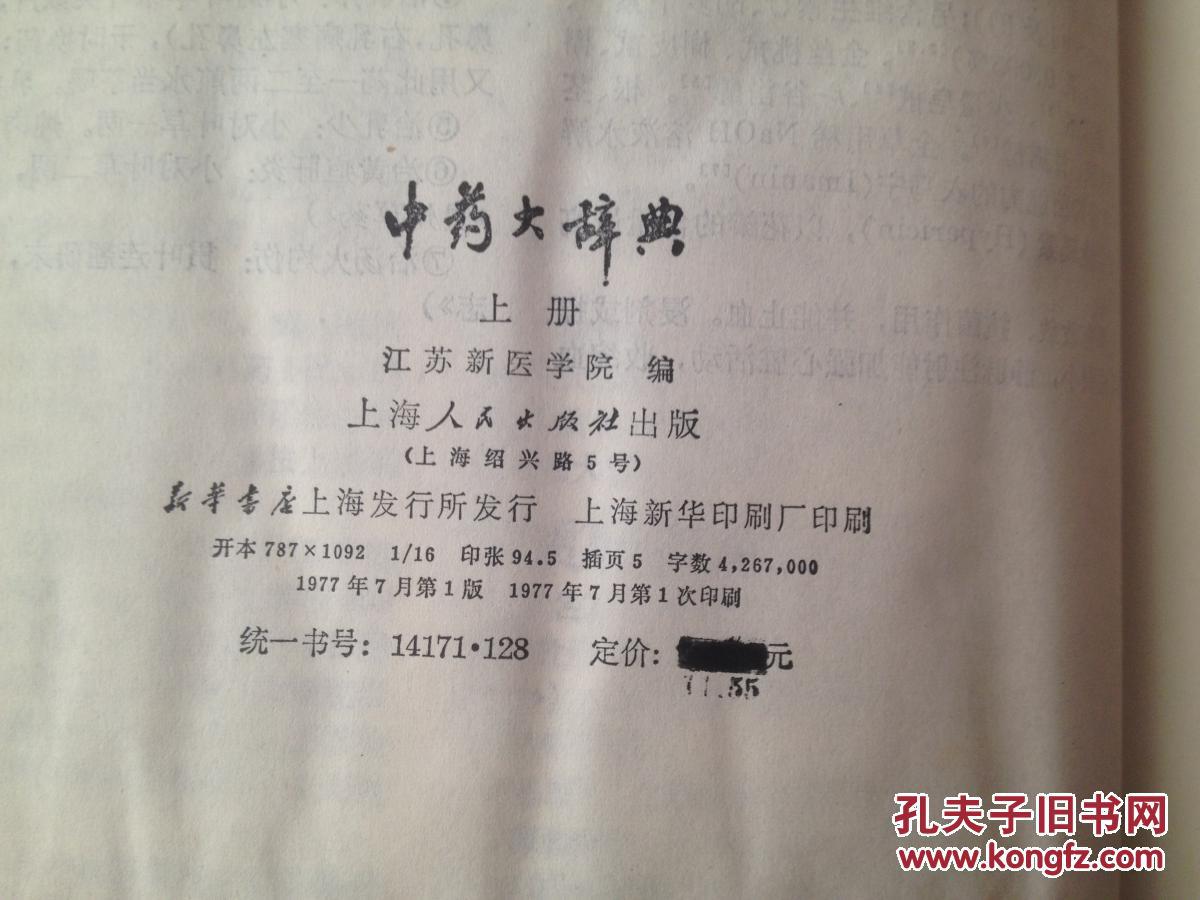 中药大辞典
上册
江苏新医学院 编
上海人民出版社出版
(上海绍兴路5号)
新华书店上海发行所发行 上海新华印刷厂印刷
开本 787×1092 1/16 印张 94.5 插页 5 字数 4,267,000
1977年7月第1版 1977年7月第1次印刷
统一书号: 14171·128 定价: 元
11.55
孔夫子旧书网
www.kongfz.com